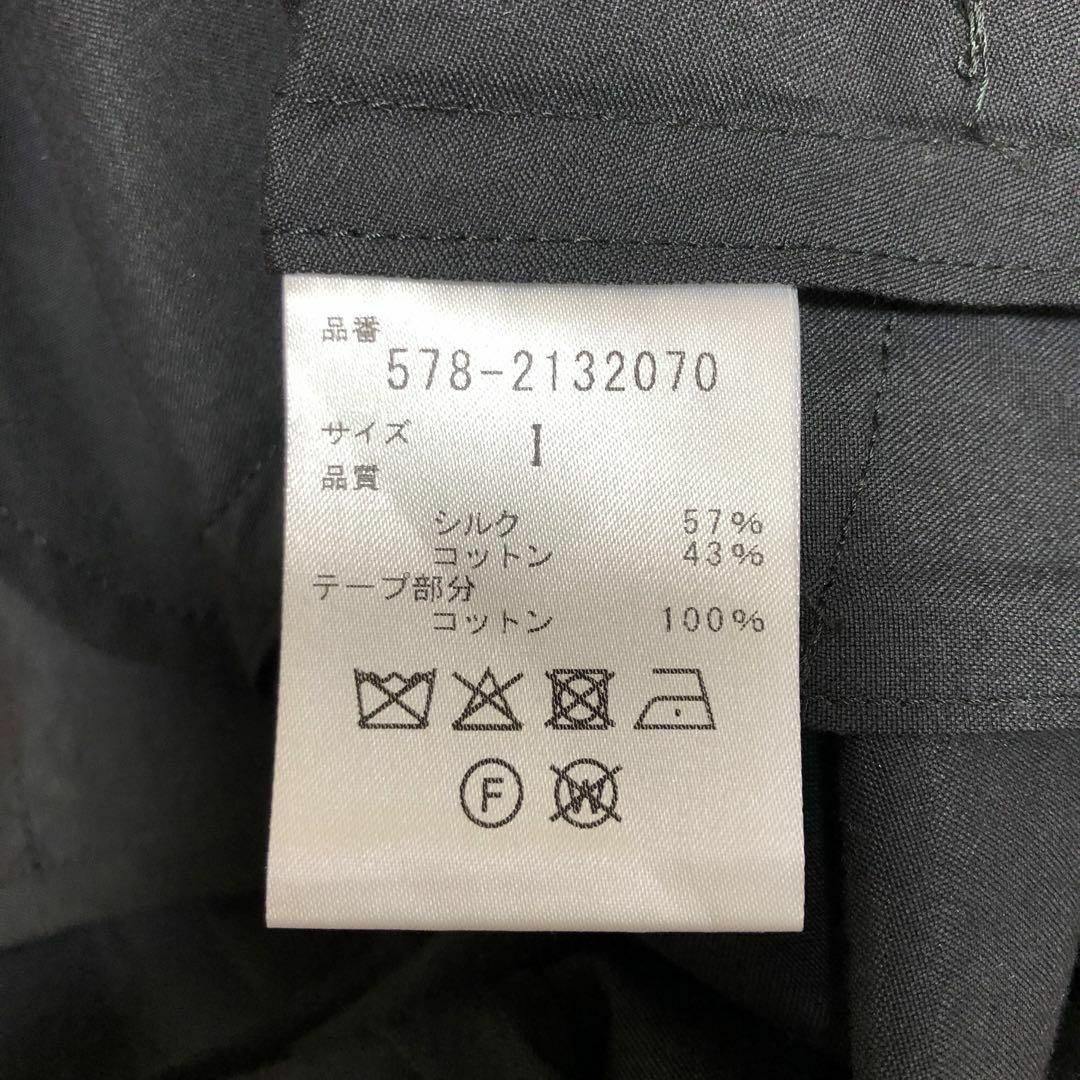 品番
578-2132070
サイズ I
品質
シルク 57%
コットン 43%
テープ部分
コットン 100%
F W